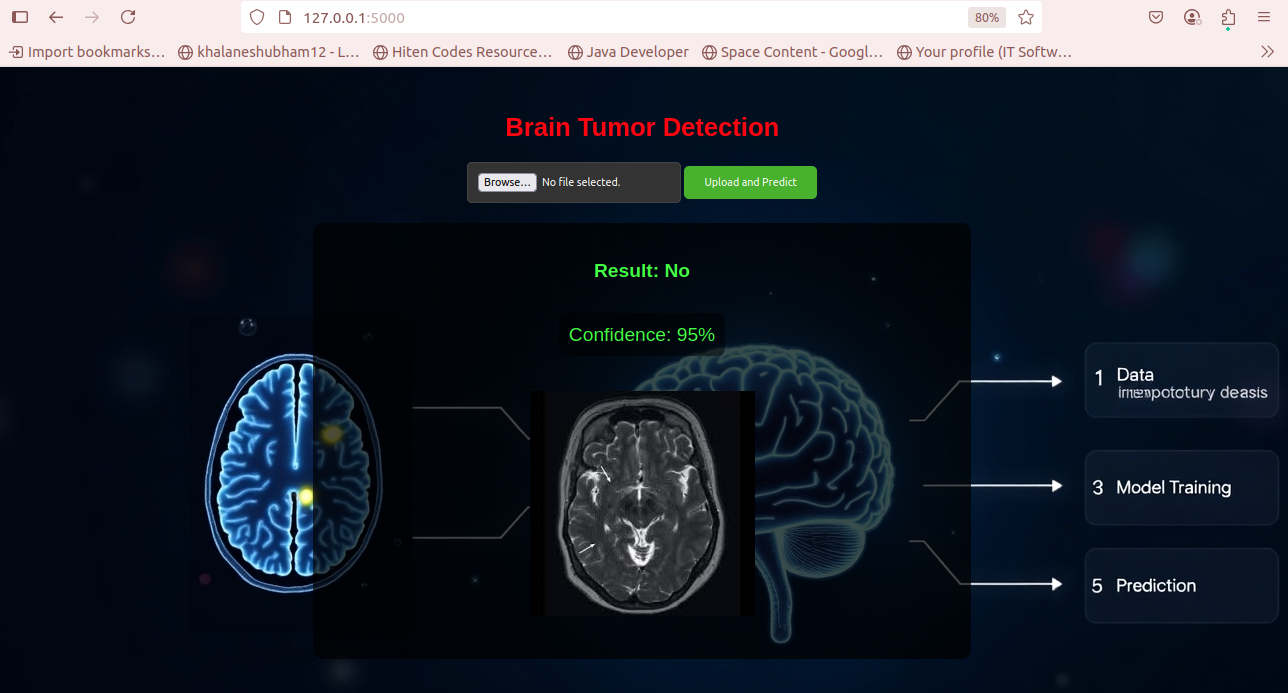 127.0.0.1:5000
80%
Import bookmarks...
khalaneshubham12 - L...
Hiten Codes Resource...
Java Developer
Space Content - Googl...
Your profile (IT Softw...
Brain Tumor Detection
Browse...
No file selected.
Upload and Predict
Result: No
Confidence: 95%
1
Data
deasis
3
Model Training
5
Prediction